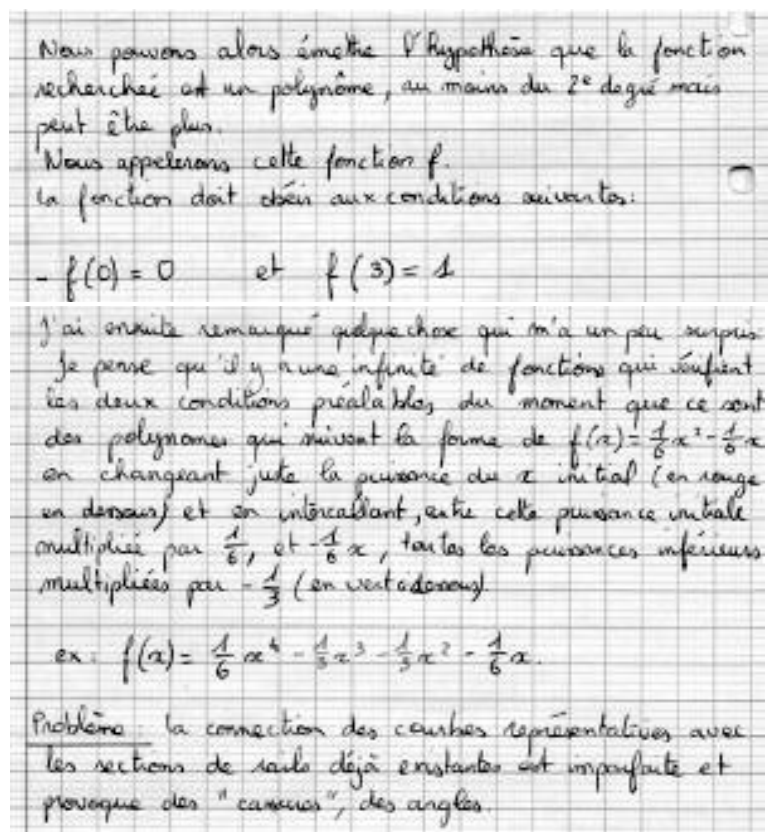 Nous pouvons alors émettre l'hypothèse que la fonction
recherchée est un polynôme, au moins du 2e degré mais
peut être plus.
Nous appelerons cette fonction f.
la fonction doit obéir aux conditions suivantes:
- f(0) = 0 et f(3) = 1
J'ai ensuite remarqué quelque chose qui m'a un peu surpris
Je pense qu'il y a une infinité de fonctions qui vérifient
les deux conditions préalables du moment que ce sont
des polynomes qui suivent la forme de f(x) = 1/6 x² - 1/6 x
en changeant juste la puissance du x initial (en rouge
en dessous) et en intercallant, entre cette puissance initiale
multipliée par 1/6, et -1/6 x, toutes les puissances inférieurs
multipliées par -1/3 (en vert dessous)
ex : f(x) = 1/6 x⁴ - 1/3 x³ - 1/3 x² - 1/6 x.
Problème : la connection des courbes représentatives avec
les sections de rails déjà existantes est imparfaite et
provoque des "cassures", des angles.